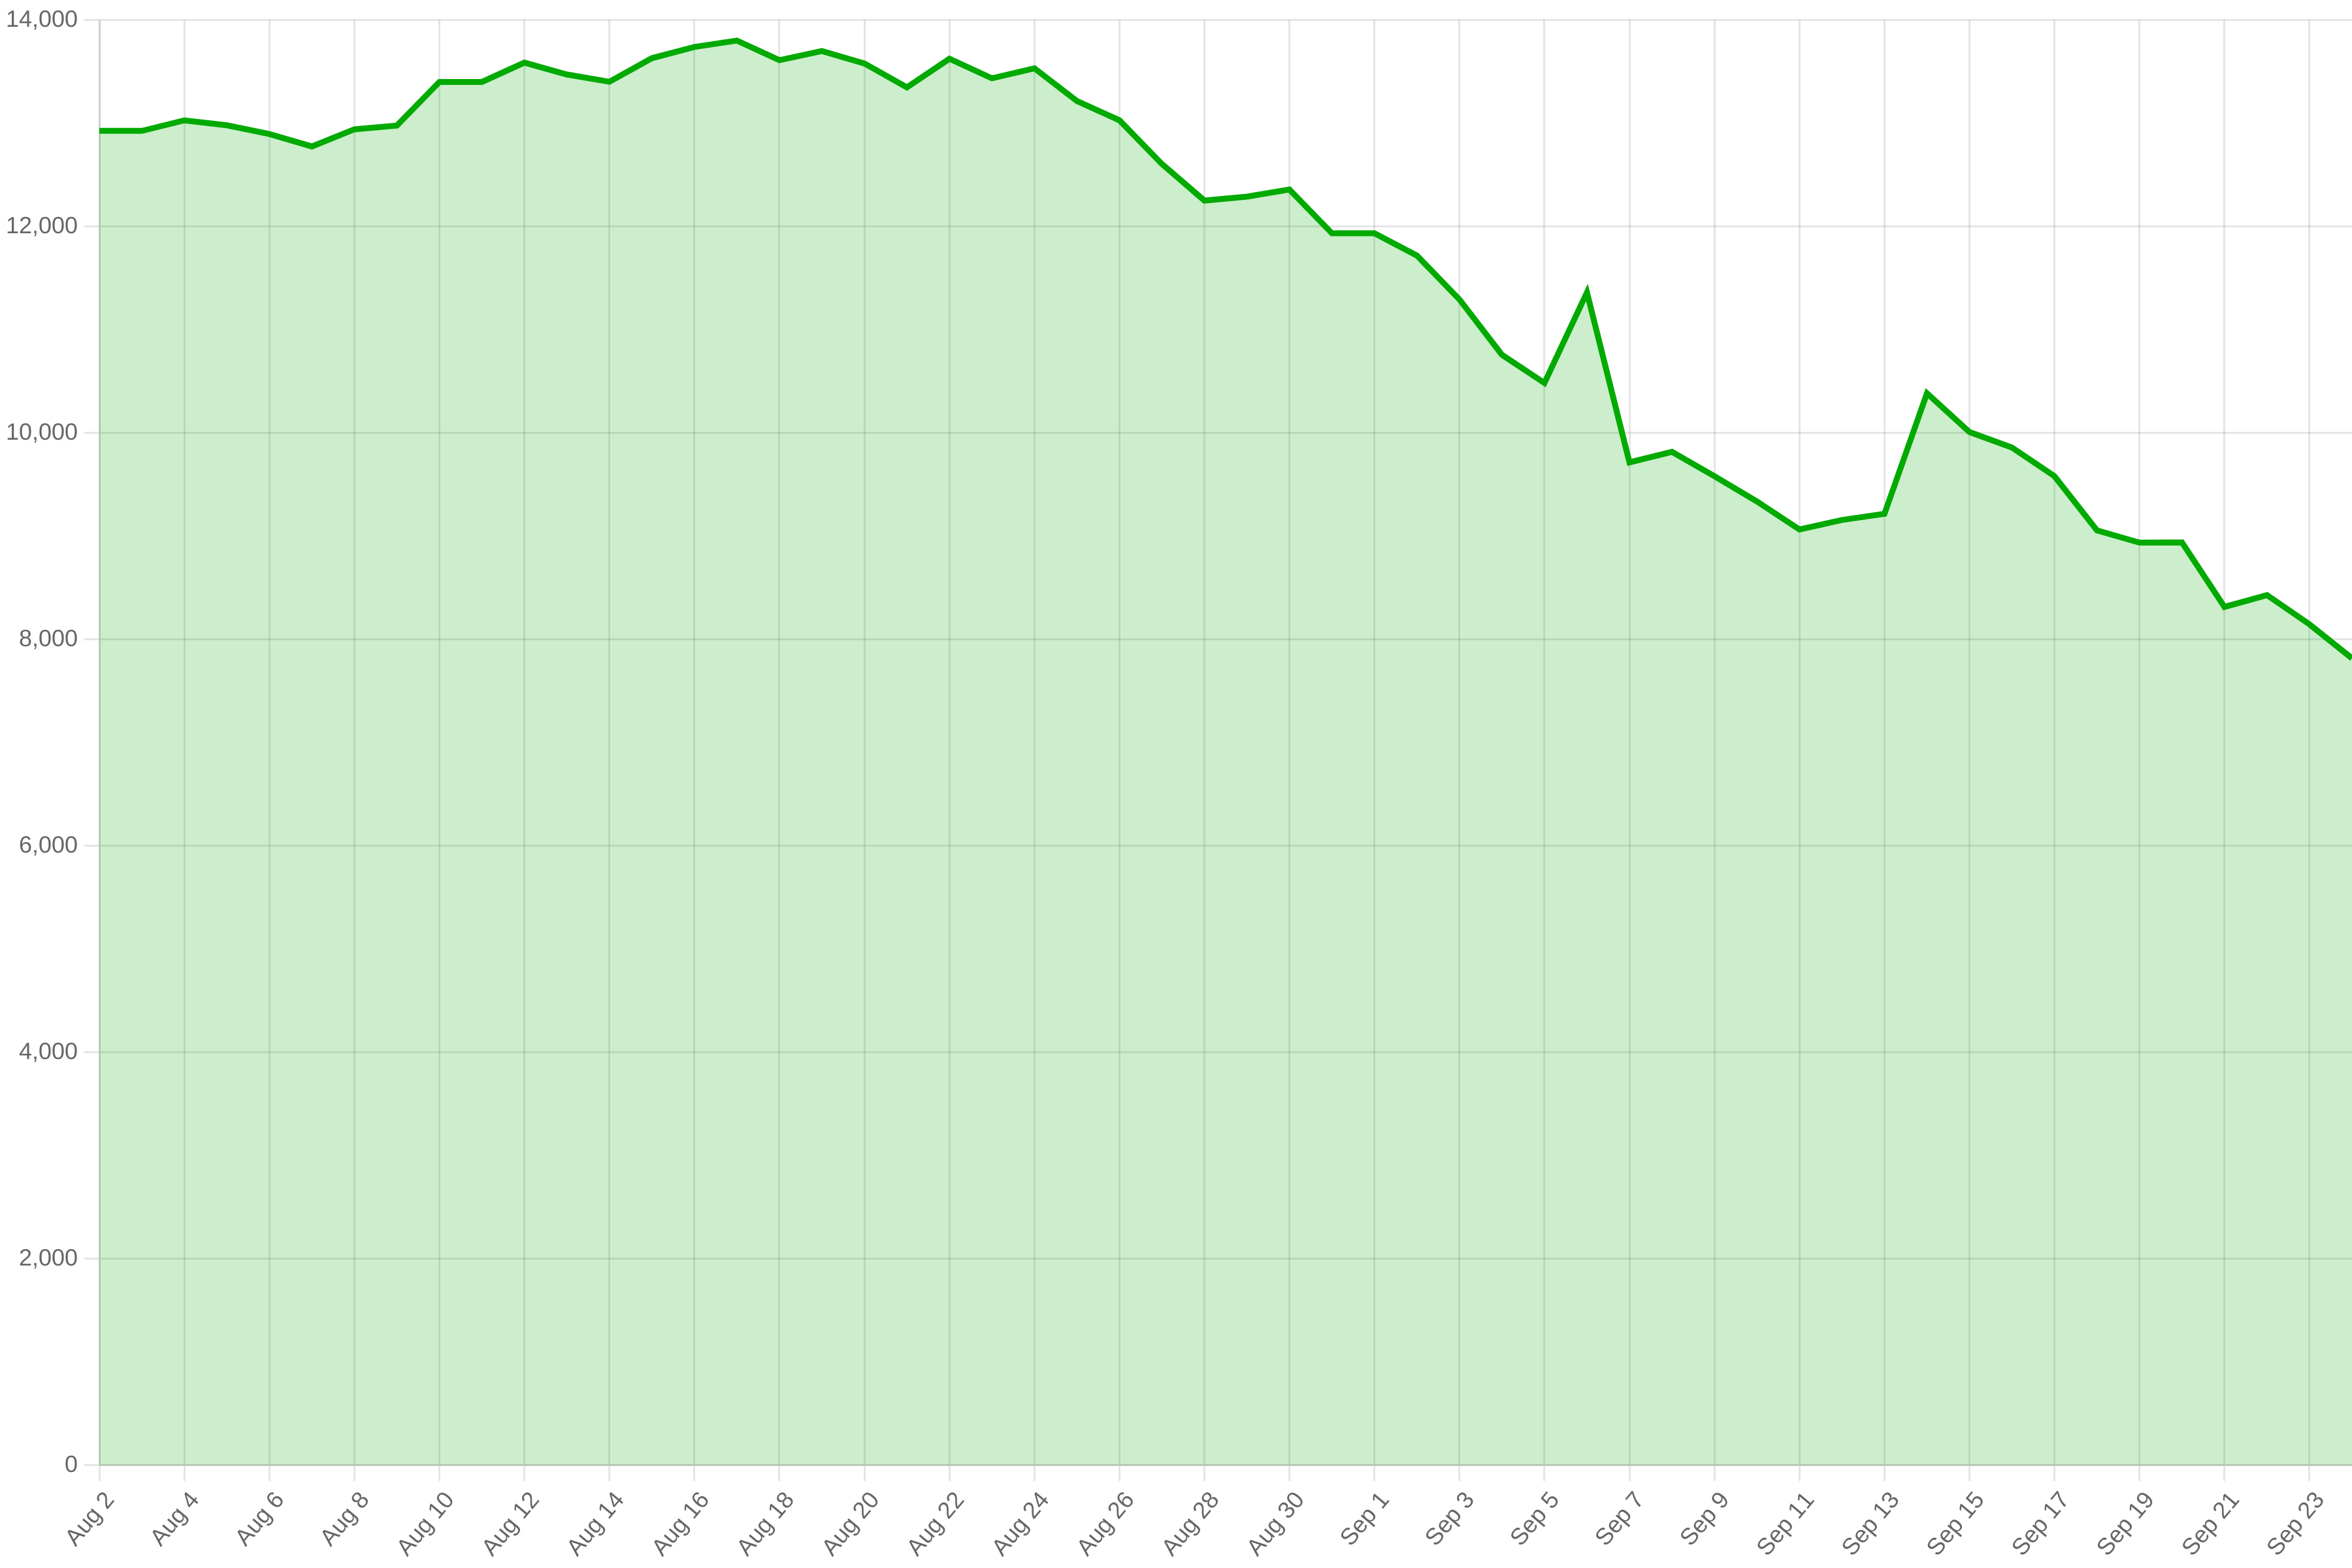 14,000
12,000
10,000
8,000
6,000
4,000
2,000
0
Aug 2
Aug 4
Aug 6
Aug 8
Aug 10
Aug 12
Aug 14
Aug 16
Aug 18
Aug 20
Aug 22
Aug 24
Aug 26
Aug 28
Aug 30
Sep 1
Sep 3
Sep 5
Sep 7
Sep 9
Sep 11
Sep 13
Sep 15
Sep 17
Sep 19
Sep 21
Sep 23